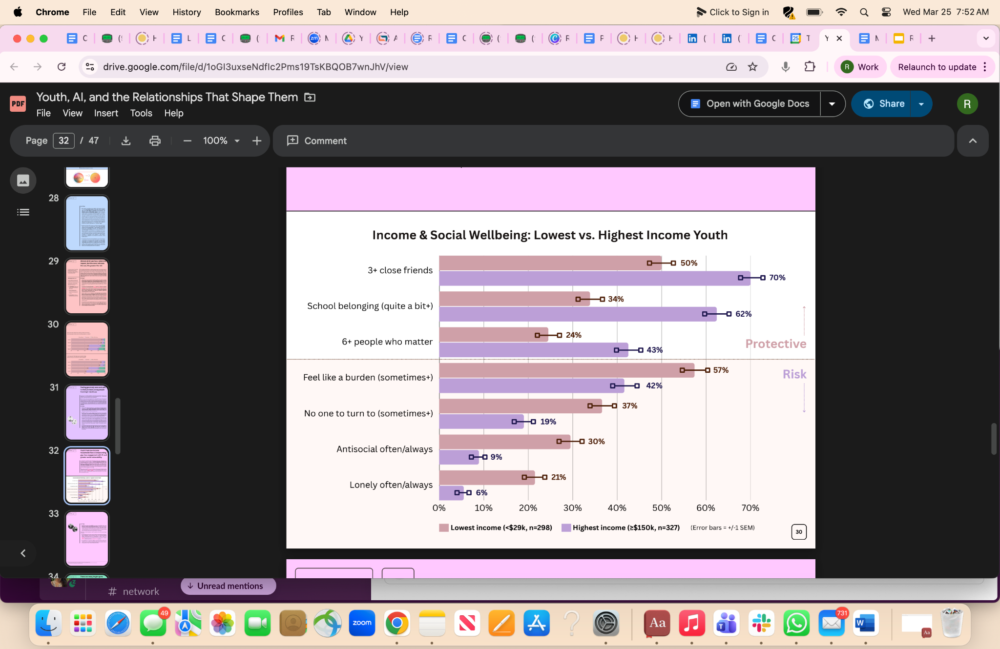 Chrome File Edit View History Bookmarks Profiles Tab Window Help Click to Sign in Wed Mar 25 7:52 AM
drive.google.com/file/d/1oGI3uxseNdfIc2Pms19TsKBQOB7wnJhV/view R Work Relaunch to update
PDF
Youth, AI, and the Relationships That Shape Them
File View Insert Tools Help
Open with Google Docs Share R
Page 32 / 47 100% Comment
28
29
30
31
32
33
34
Income & Social Wellbeing: Lowest vs. Highest Income Youth
3+ close friends 50%
70%
School belonging (quite a bit+) 34%
62%
6+ people who matter 24%
43%
Protective
Feel like a burden (sometimes+) 57%
42%
Risk
No one to turn to (sometimes+) 37%
19%
Antisocial often/always 30%
9%
Lonely often/always 21%
6%
0% 10% 20% 30% 40% 50% 60% 70%
Lowest income (<$29k, n=298) Highest income (≥$150k, n=327) (Error bars = +/-1 SEM)
30
# network
↓ Unread mentions
49
zoom
Aa
731